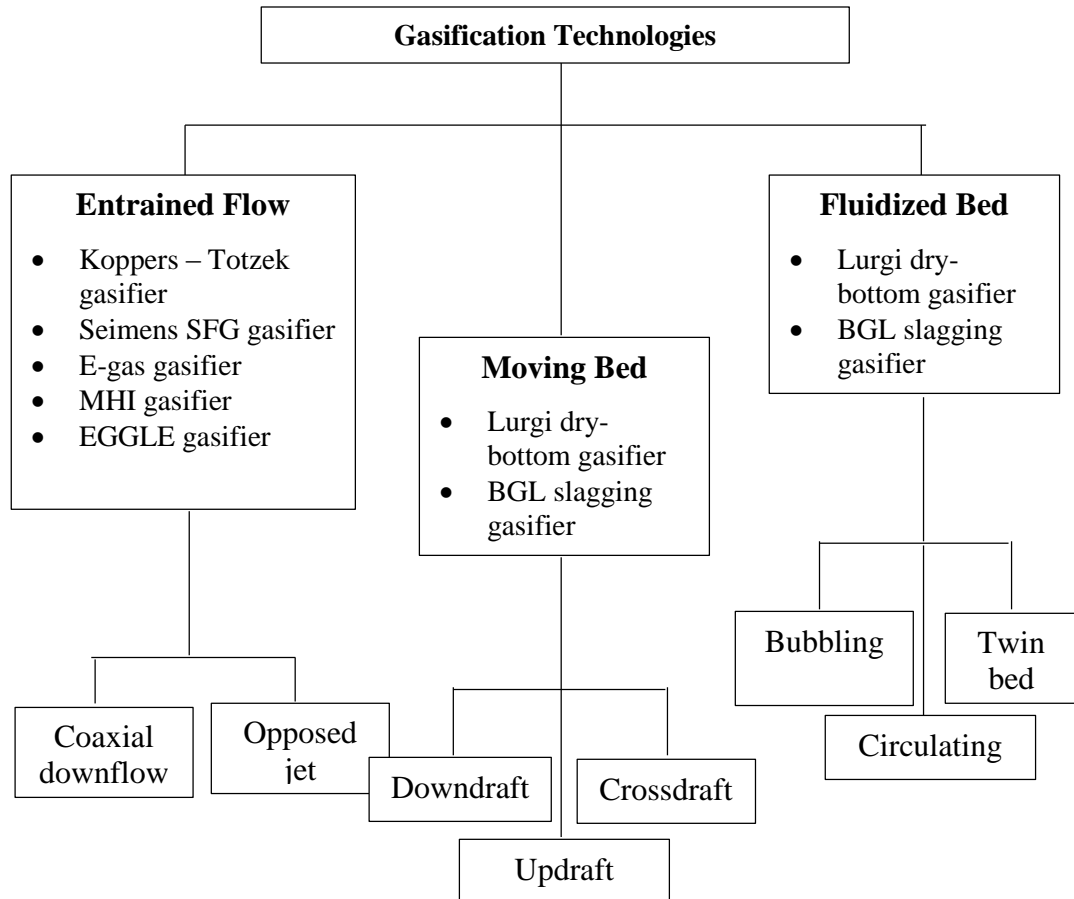 Gasification Technologies
Entrained Flow
• Koppers – Totzek
gasifier
• Seimens SFG gasifier
• E-gas gasifier
• MHI gasifier
• EGGLE gasifier
Moving Bed
• Lurgi dry-
bottom gasifier
• BGL slagging
gasifier
Fluidized Bed
• Lurgi dry-
bottom gasifier
• BGL slagging
gasifier
Coaxial
downflow
Opposed
jet
Downdraft
Crossdraft
Updraft
Bubbling
Twin
bed
Circulating